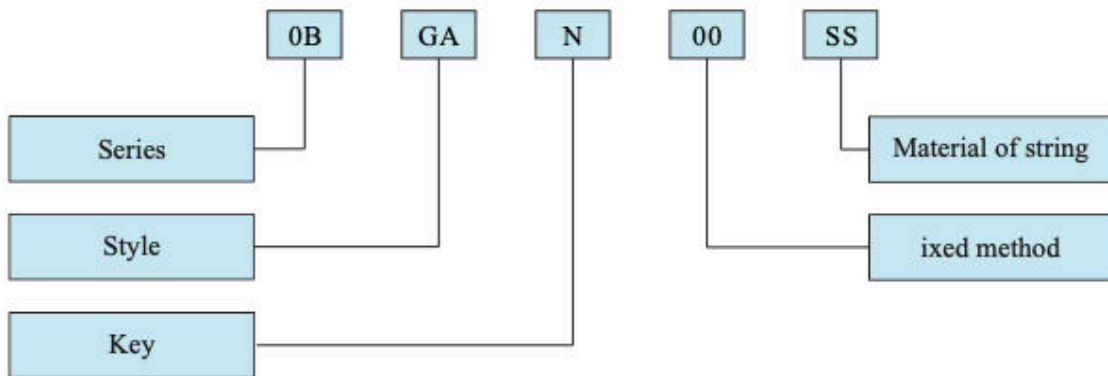 0B GA N 00 SS
Series
Material of string
Style
ixed method
Key